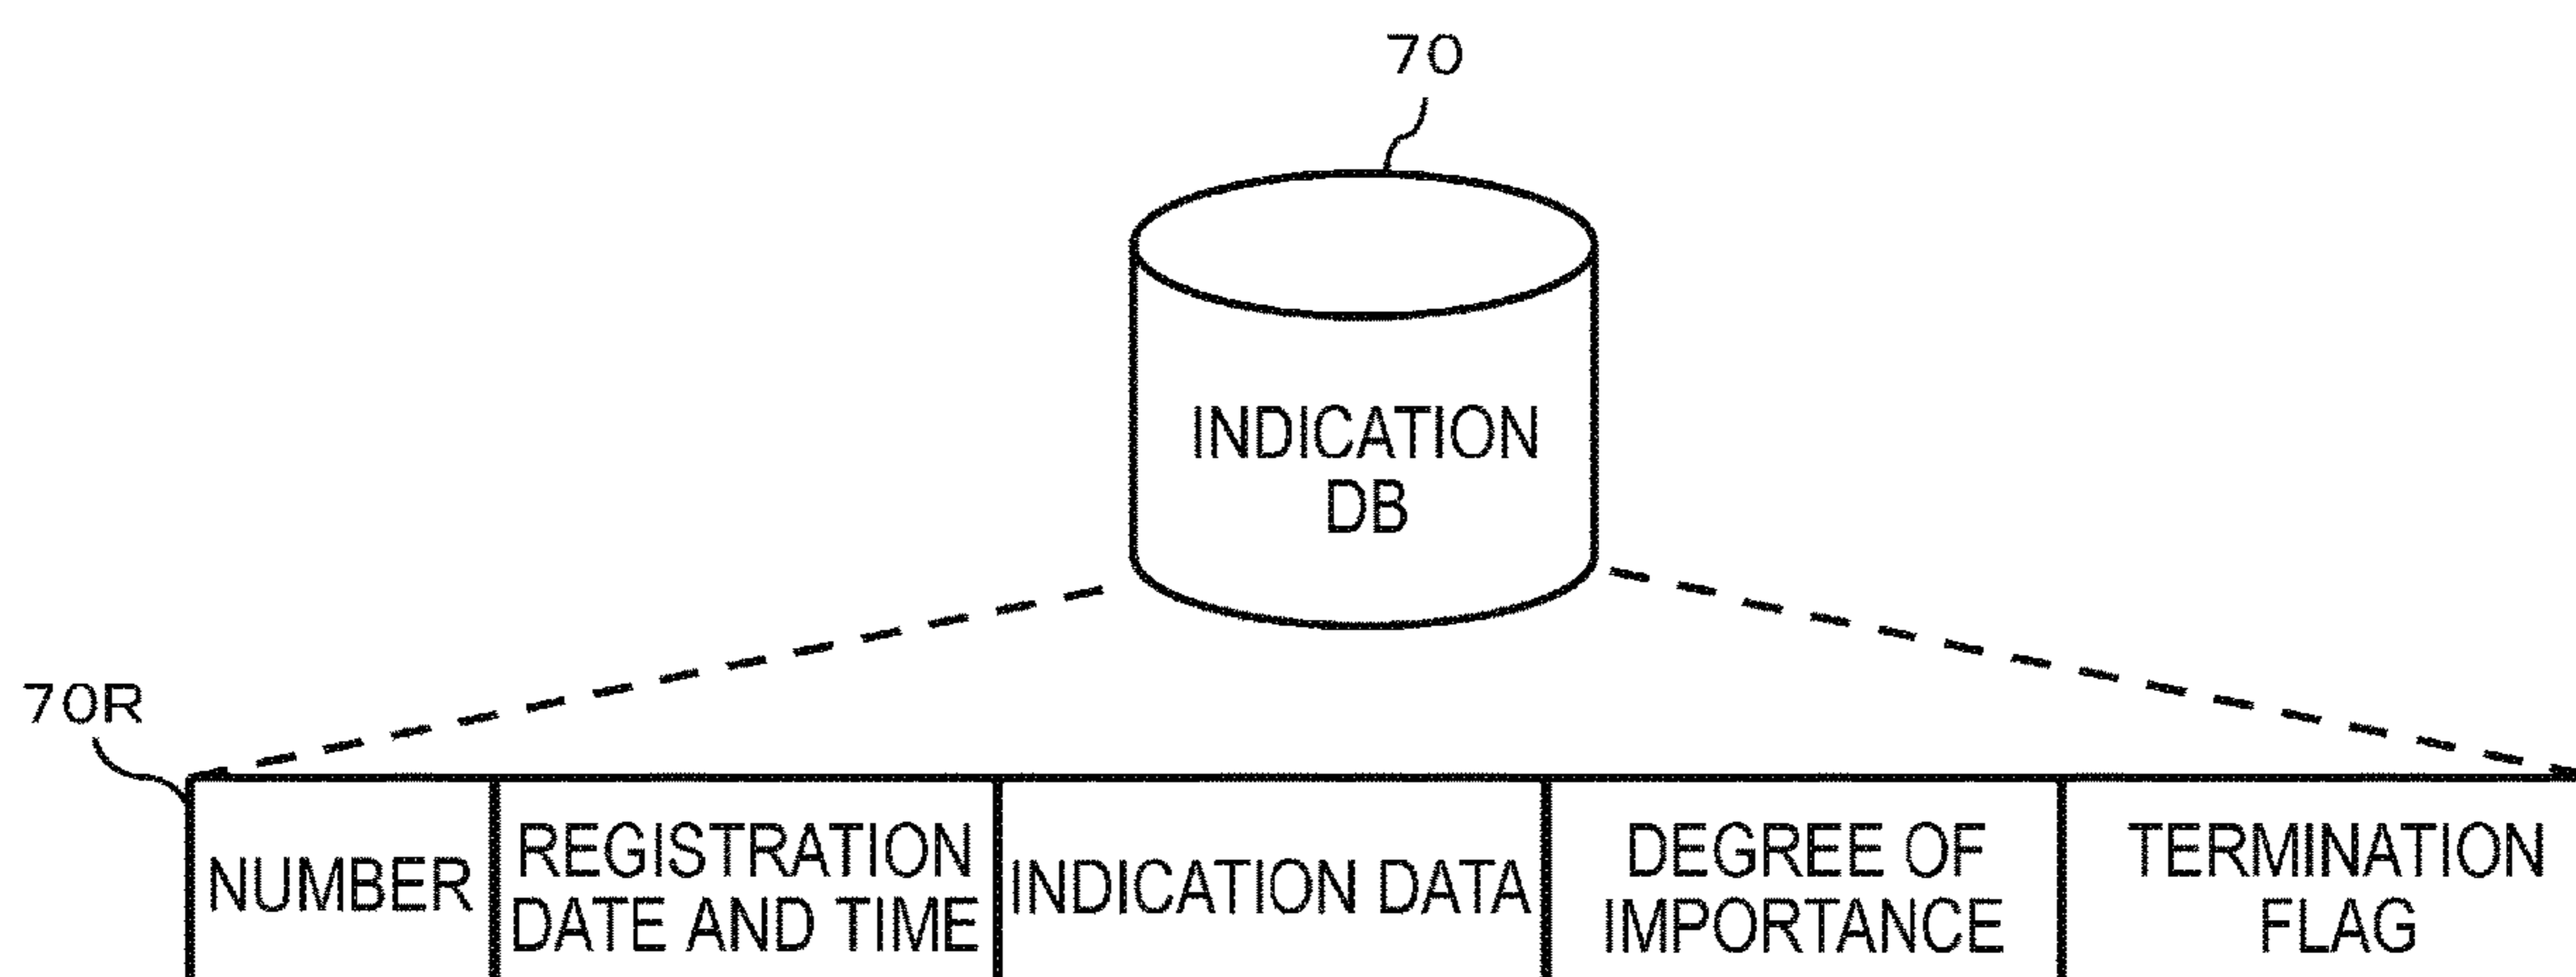 70
INDICATION
DB
70R
NUMBER
REGISTRATION
DATE AND TIME
INDICATION DATA
DEGREE OF
IMPORTANCE
TERMINATION
FLAG